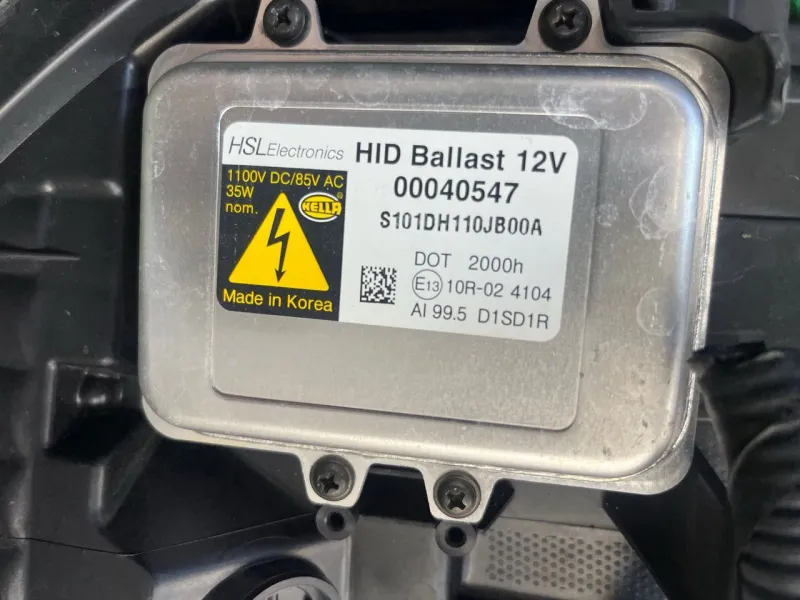 HSLElectronics HID Ballast 12V
00040547
S101DH110JB00A
1100V DC/85V AC
35W
nom.
HELLA
Made in Korea
DOT 2000h
E13 10R-02 4104
AI 99.5 D1SD1R